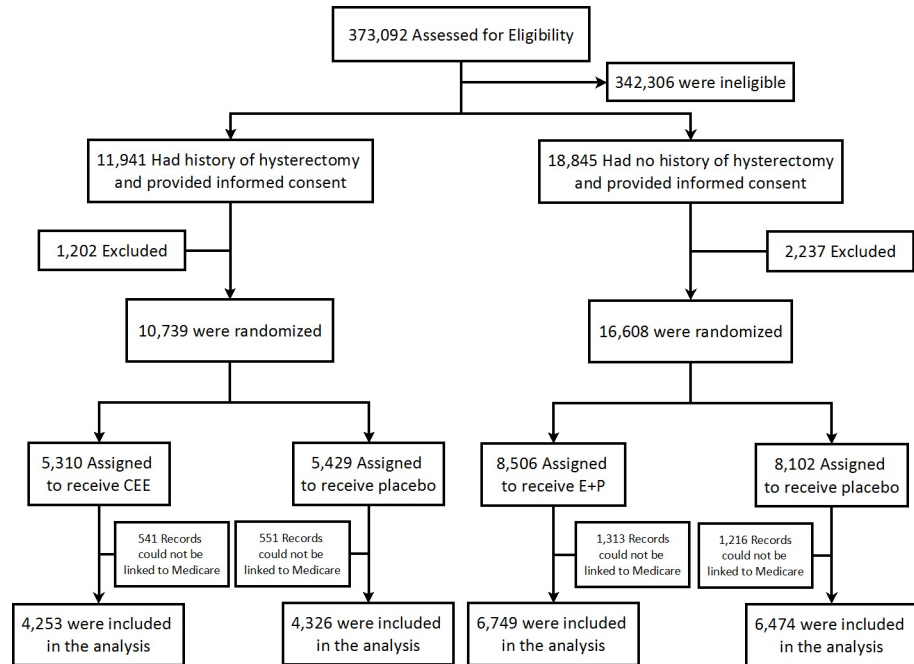 373,092 Assessed for Eligibility
342,306 were ineligible
11,941 Had history of hysterectomy
and provided informed consent
18,845 Had no history of hysterectomy
and provided informed consent
1,202 Excluded
2,237 Excluded
10,739 were randomized
16,608 were randomized
5,310 Assigned
to receive CEE
5,429 Assigned
to receive placebo
8,506 Assigned
to receive E+P
8,102 Assigned
to receive placebo
541 Records
could not be
linked to Medicare
551 Records
could not be
linked to Medicare
1,313 Records
could not be
linked to Medicare
1,216 Records
could not be
linked to Medicare
4,253 were included
in the analysis
4,326 were included
in the analysis
6,749 were included
in the analysis
6,474 were included
in the analysis